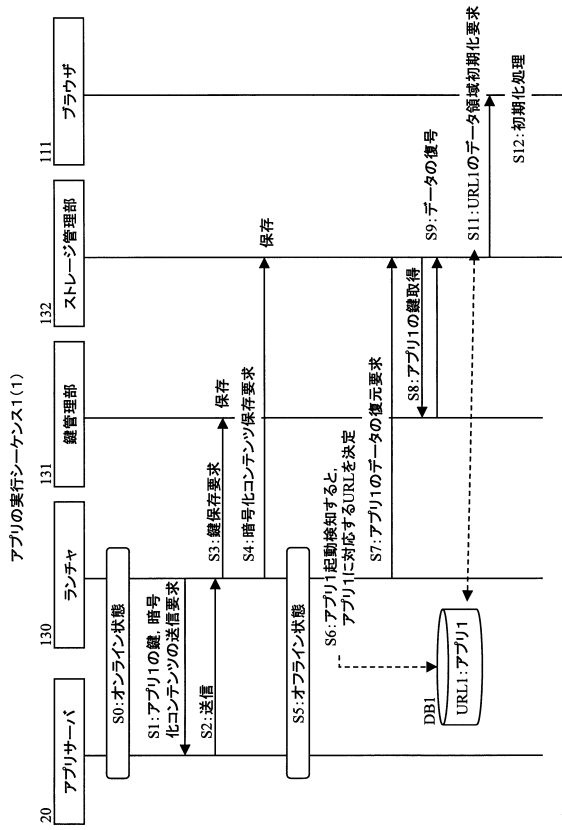 アプリの実行シーケンス1(1)
20
アプリサーバ
130
ランチャ
131
鍵管理部
132
ストレージ管理部
111
ブラウザ
S0:オンライン状態
S1:アプリ1の鍵，暗号
化コンテンツの送信要求
S2:送信
S3:鍵保存要求
保存
S4:暗号化コンテンツ保存要求
保存
S5:オフライン状態
S6:アプリ1起動検知すると，
アプリ1に対応するURLを決定
S7:アプリ1のデータの復元要求
S8:アプリ1の鍵取得
S9:データの復号
DB1
URL1:アプリ1
S11:URL1のデータ領域初期化要求
S12:初期化処理